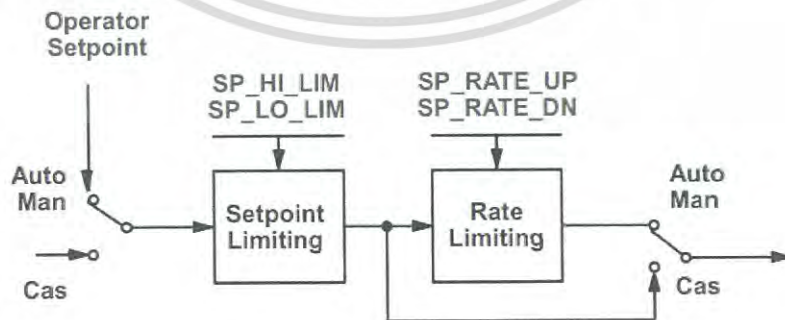 Operator
Setpoint
SP_HI_LIM
SP_LO_LIM
SP_RATE_UP
SP_RATE_DN
Auto
Man
Setpoint
Limiting
Rate
Limiting
Auto
Man
Cas
Cas